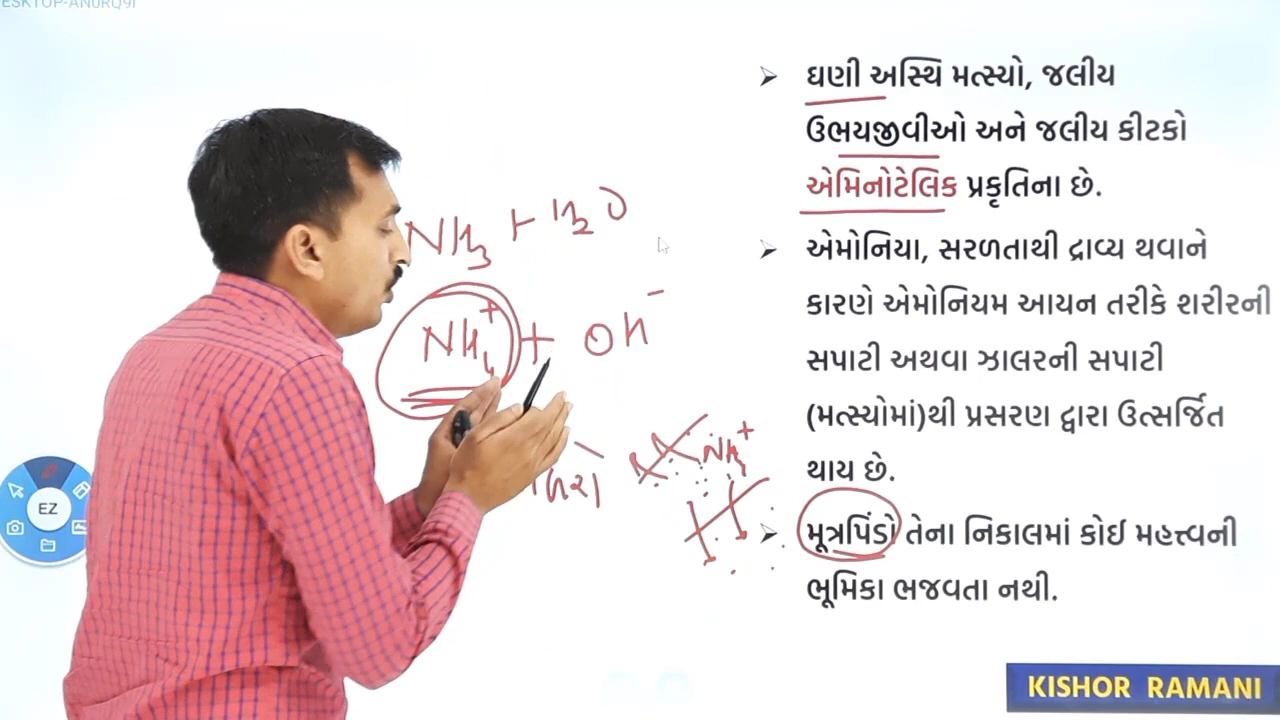 ESKTOP-AN0RQ9I
ઘણી અસ્થિ મત્સ્યો, જલીય
ઉભયજીવીઓ અને જલીય કીટકો
એમિનોટેલિક પ્રકૃતિના છે.
એમોનિયા, સરળતાથી દ્રાવ્ય થવાને
કારણે એમોનિયમ આયન તરીકે શરીરની
સપાટી અથવા ઝાલરની સપાટી
(મત્સ્યોમાં)થી પ્રસરણ દ્વારા ઉત્સર્જિત
થાય છે.
મૂત્રપિંડો તેના નિકાલમાં કોઈ મહત્ત્વની
ભૂમિકા ભજવતા નથી.
NH3 + H2O
NH4+ + OH-
NH4+
EZ
KISHOR RAMANI